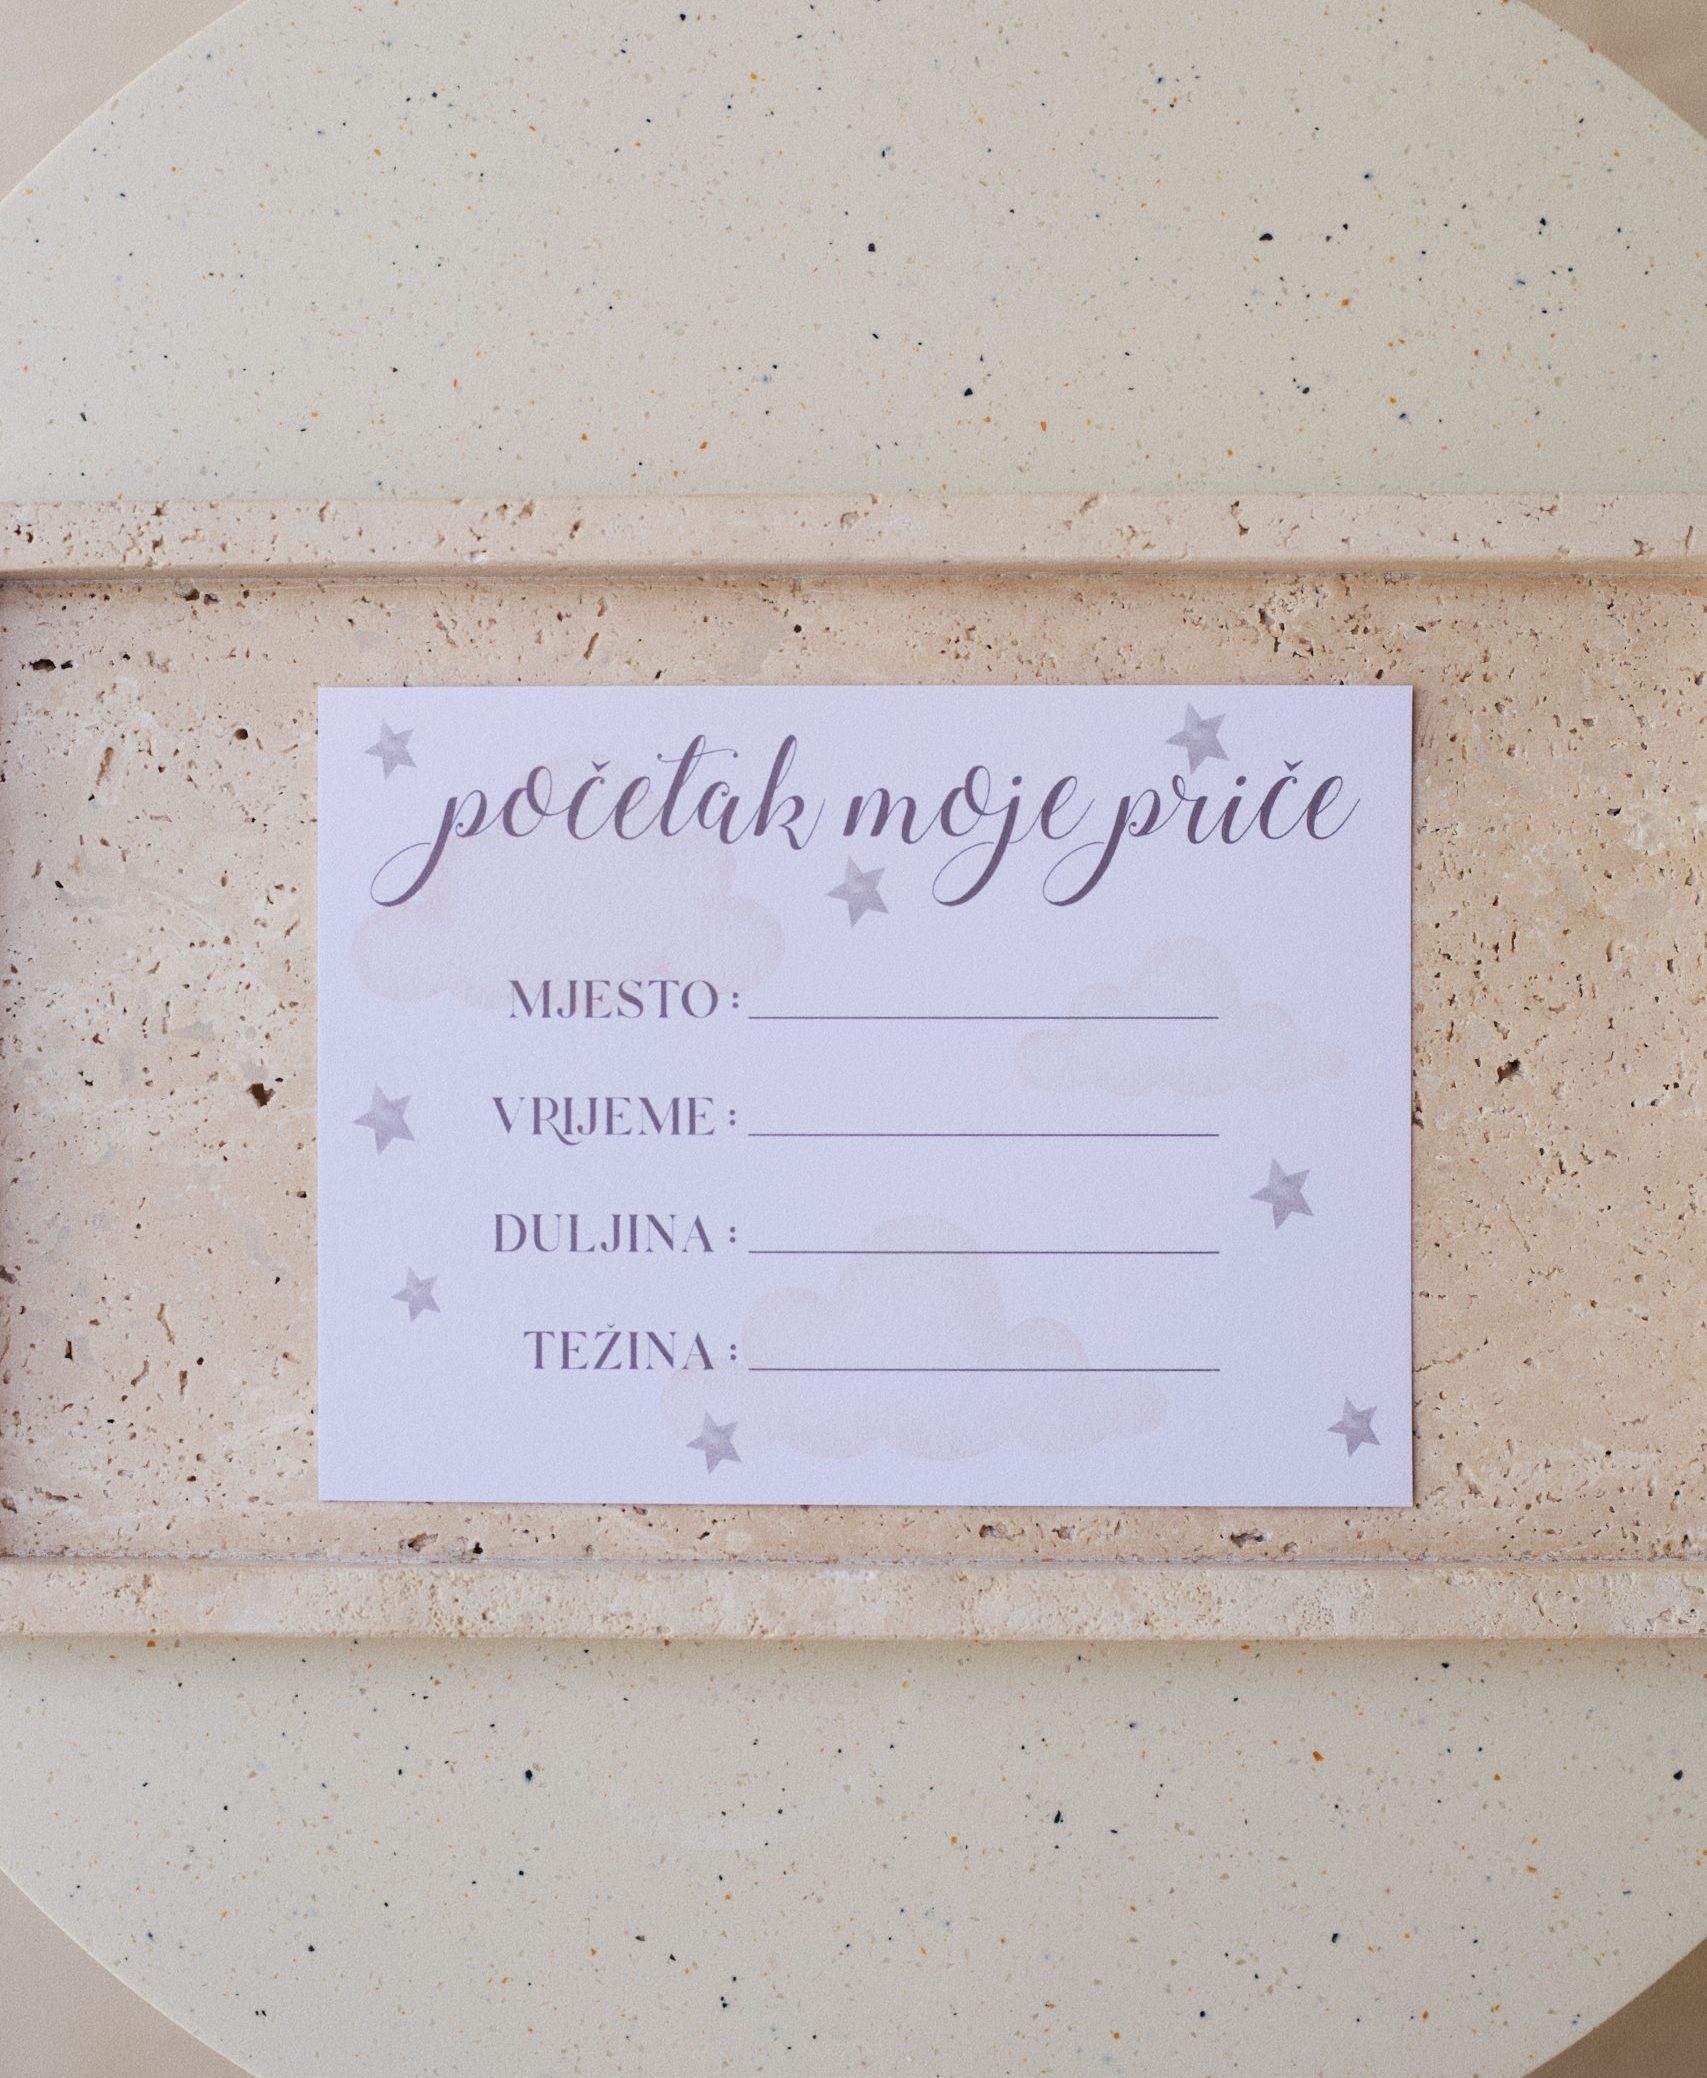 početak moje priče
MJESTO:
VRIJEME:
DULJINA:
TEŽINA: